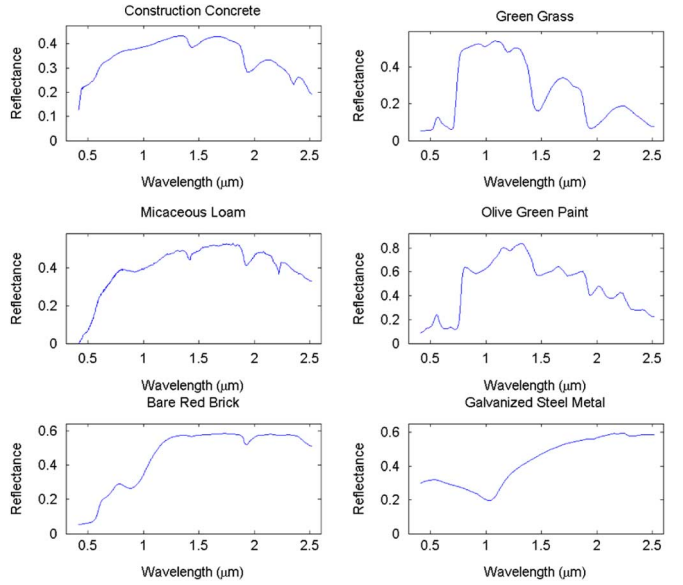 Construction Concrete
Reflectance
0.4
0.3
0.2
0.1
0
0.5 1 1.5 2 2.5
Wavelength (μm)
Green Grass
Reflectance
0.4
0.2
0
0.5 1 1.5 2 2.5
Wavelength (μm)
Micaceous Loam
Reflectance
0.4
0.2
0
0.5 1 1.5 2 2.5
Wavelength (μm)
Olive Green Paint
Reflectance
0.8
0.6
0.4
0.2
0
0.5 1 1.5 2 2.5
Wavelength (μm)
Bare Red Brick
Reflectance
0.6
0.4
0.2
0
0.5 1 1.5 2 2.5
Wavelength (μm)
Galvanized Steel Metal
Reflectance
0.6
0.4
0.2
0
0.5 1 1.5 2 2.5
Wavelength (μm)